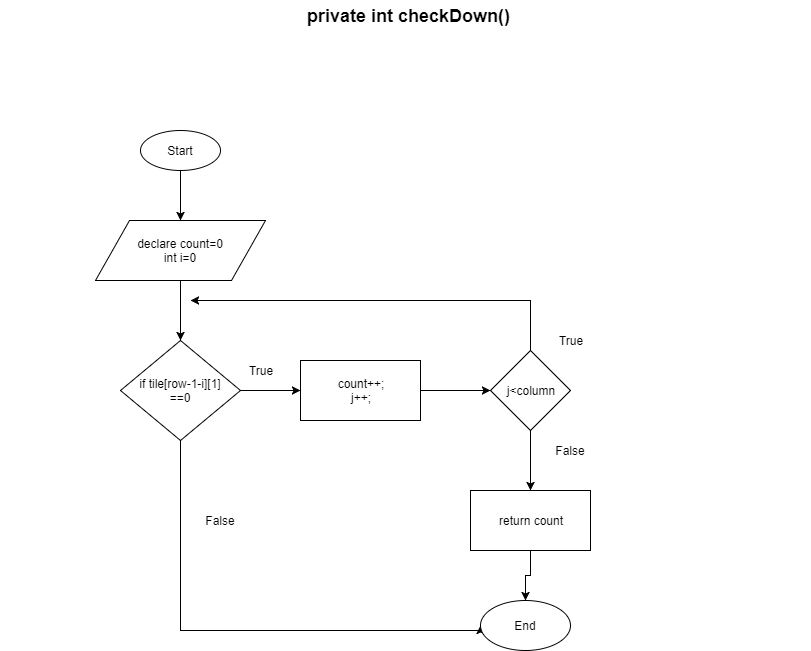 private int checkDown()
Start
declare count=0
int i=0
True
if tile[row-1-i][1]
==0
True
count++;
j++;
j<column
False
False
return count
End